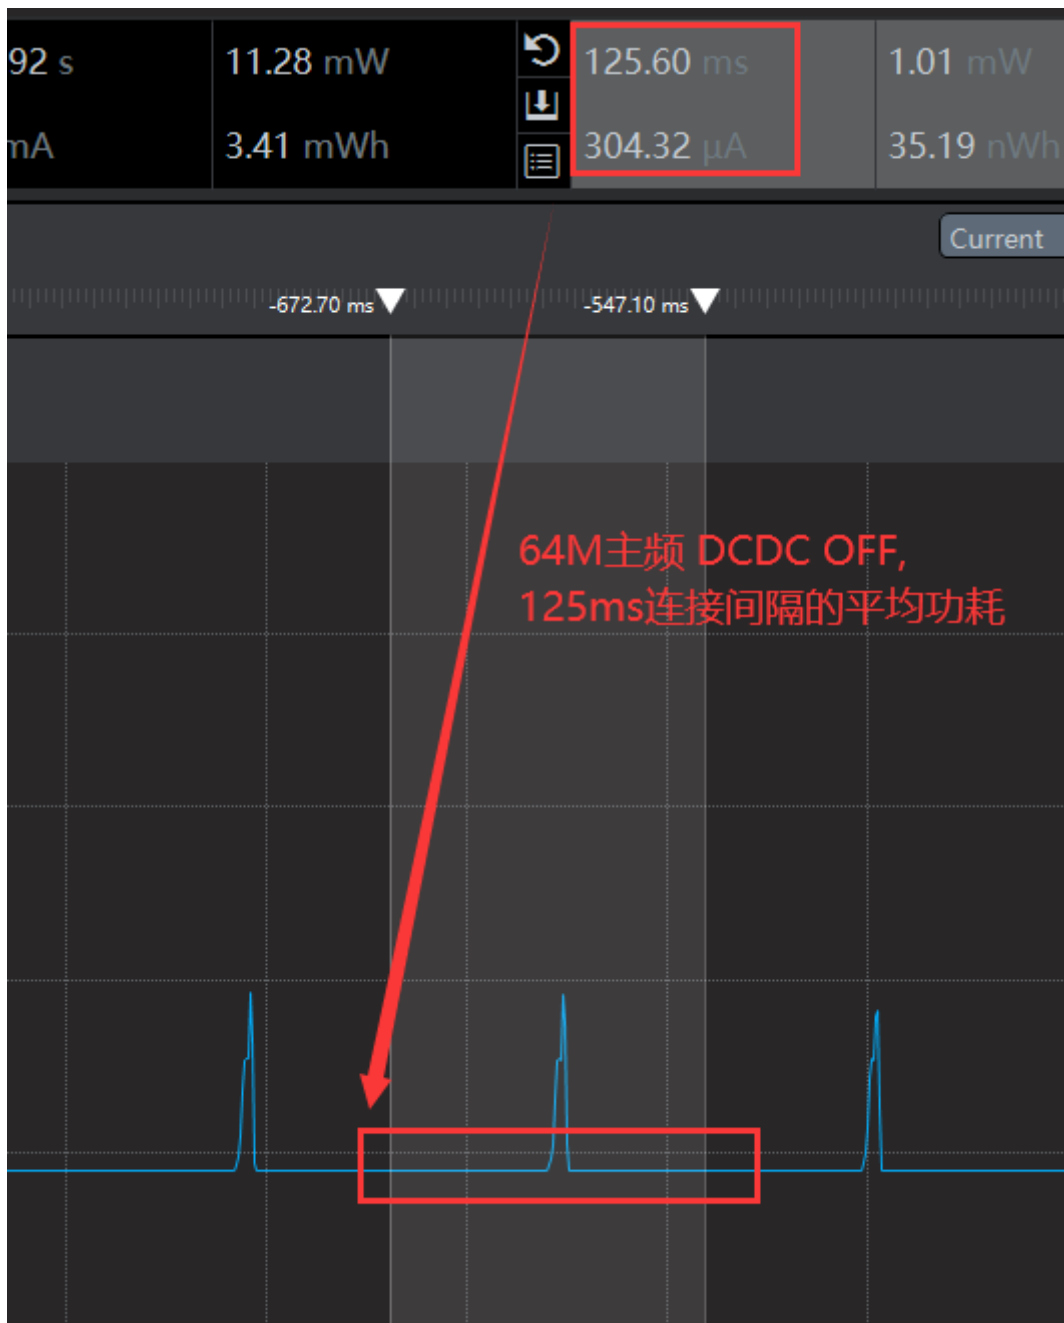 92 s
11.28 mW
125.60 ms
1.01 mW
mA
3.41 mWh
304.32 µA
35.19 nWh
Current
-672.70 ms
-547.10 ms
64M主频 DCDC OFF,
125ms连接间隔的平均功耗